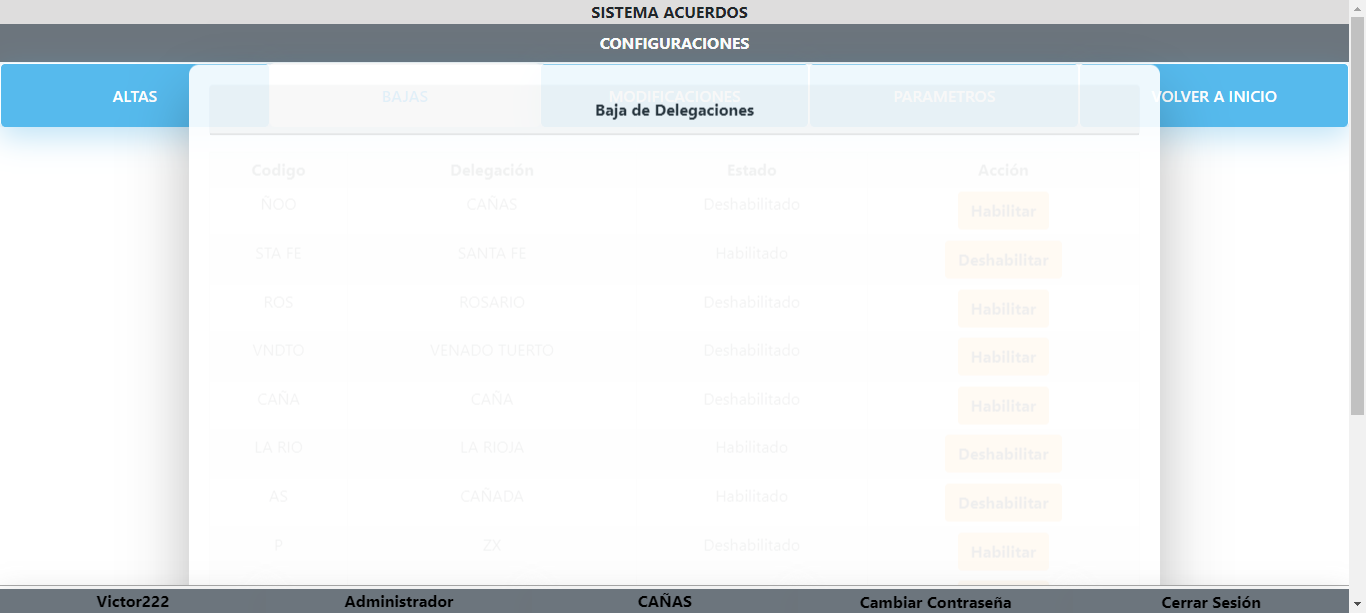 SISTEMA ACUERDOS
CONFIGURACIONES
ALTAS BAJAS MODIFICACIONES PARAMETROS VOLVER A INICIO
Baja de Delegaciones
Codigo Delegación Estado Acción
ÑOO CAÑAS Deshabilitado Habilitar
STA FE SANTA FE Habilitado Deshabilitar
ROS ROSARIO Deshabilitado Habilitar
VNDTO VENADO TUERTO Deshabilitado Habilitar
CAÑA CAÑA Deshabilitado Habilitar
LA RIO LA RIOJA Habilitado Deshabilitar
AS CAÑADA Habilitado Deshabilitar
P ZX Deshabilitado Habilitar
Victor222 Administrador CAÑAS Cambiar Contraseña Cerrar Sesión